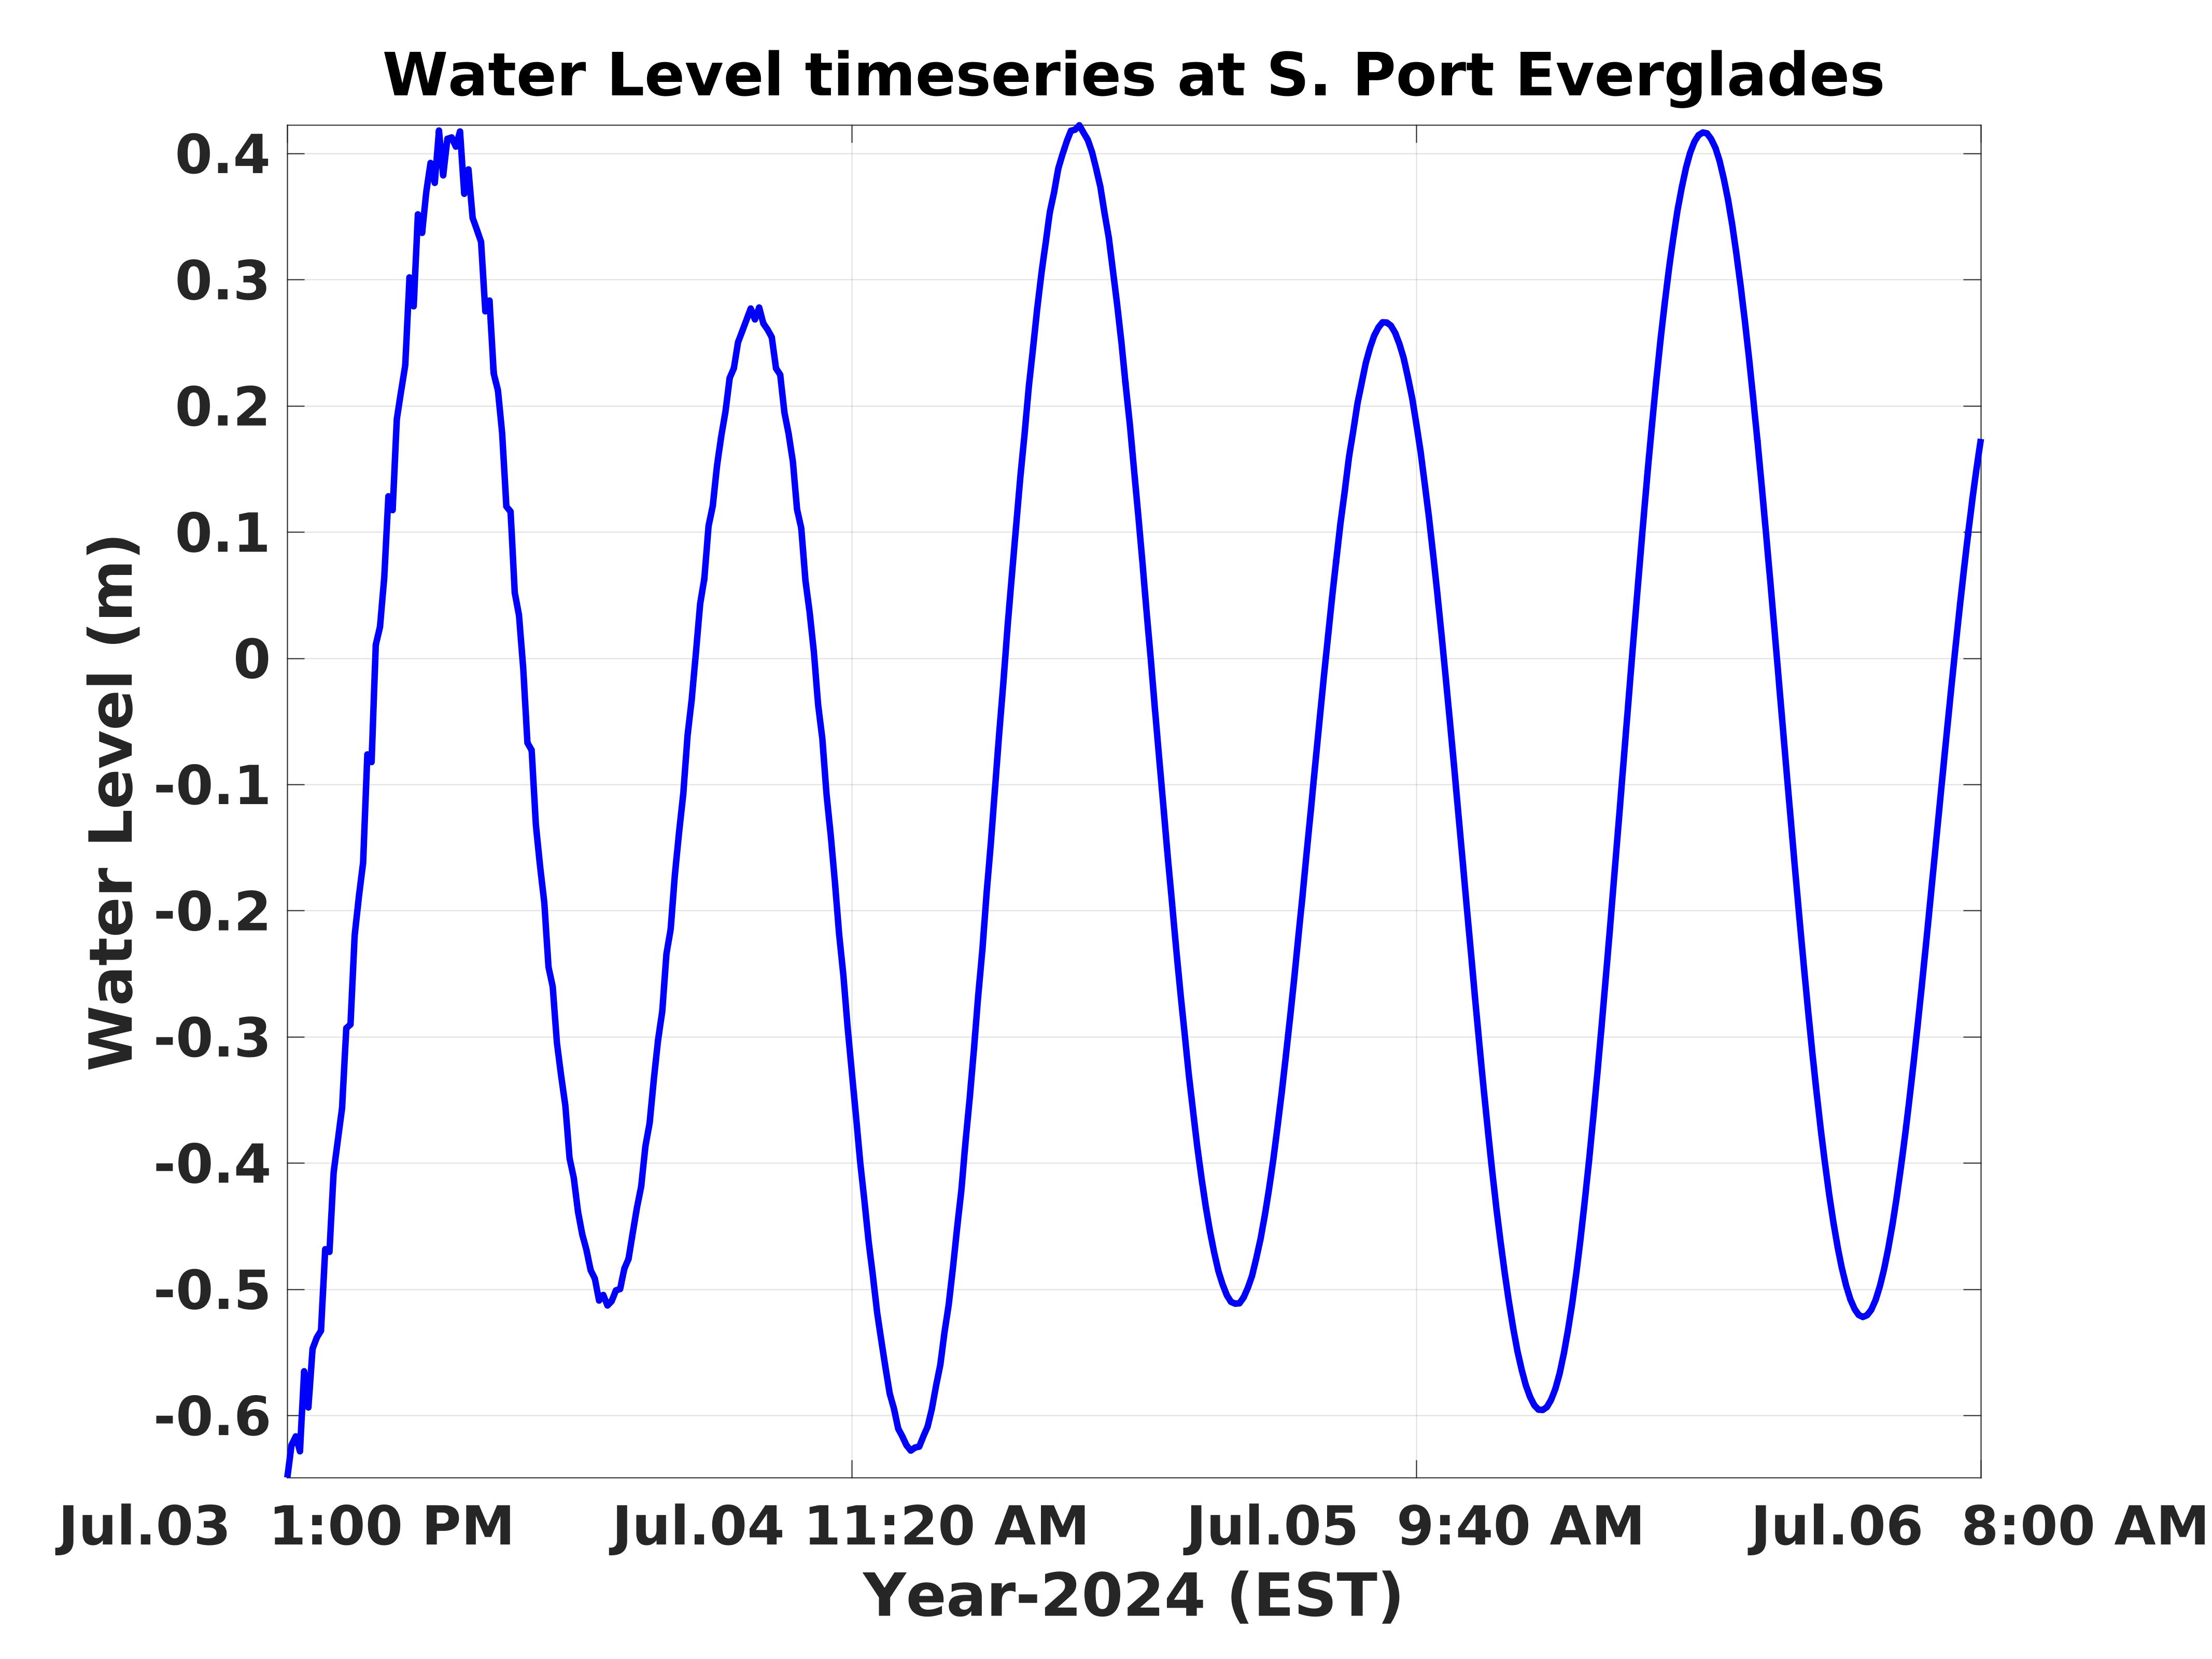 Water Level timeseries at S. Port Everglades
0.4
0.3
0.2
0.1
0
-0.1
-0.2
-0.3
-0.4
-0.5
-0.6
Water Level (m)
Jul.03 1:00 PM Jul.04 11:20 AM Jul.05 9:40 AM Jul.06 8:00 AM
Year-2024 (EST)